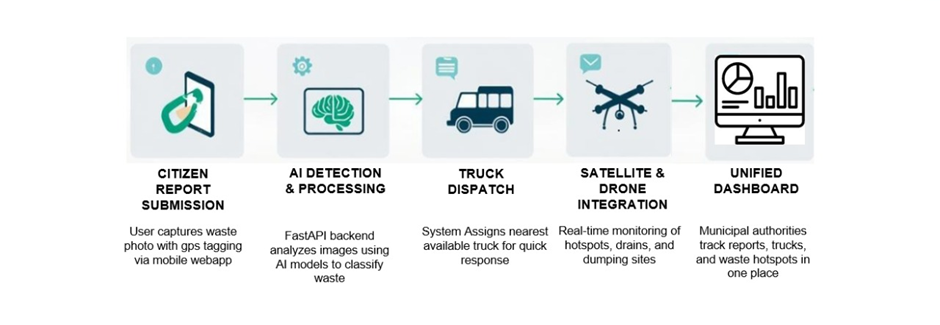 CITIZEN
REPORT
SUBMISSION
User captures waste
photo with gps tagging
via mobile webapp
AI DETECTION
& PROCESSING
FastAPI backend
analyzes images using
AI models to classify
waste
TRUCK
DISPATCH
System Assigns nearest
available truck for quick
response
SATELLITE &
DRONE
INTEGRATION
Real-time monitoring of
hotspots, drains, and
dumping sites
UNIFIED
DASHBOARD
Municipal authorities
track reports, trucks,
and waste hotspots in
one place